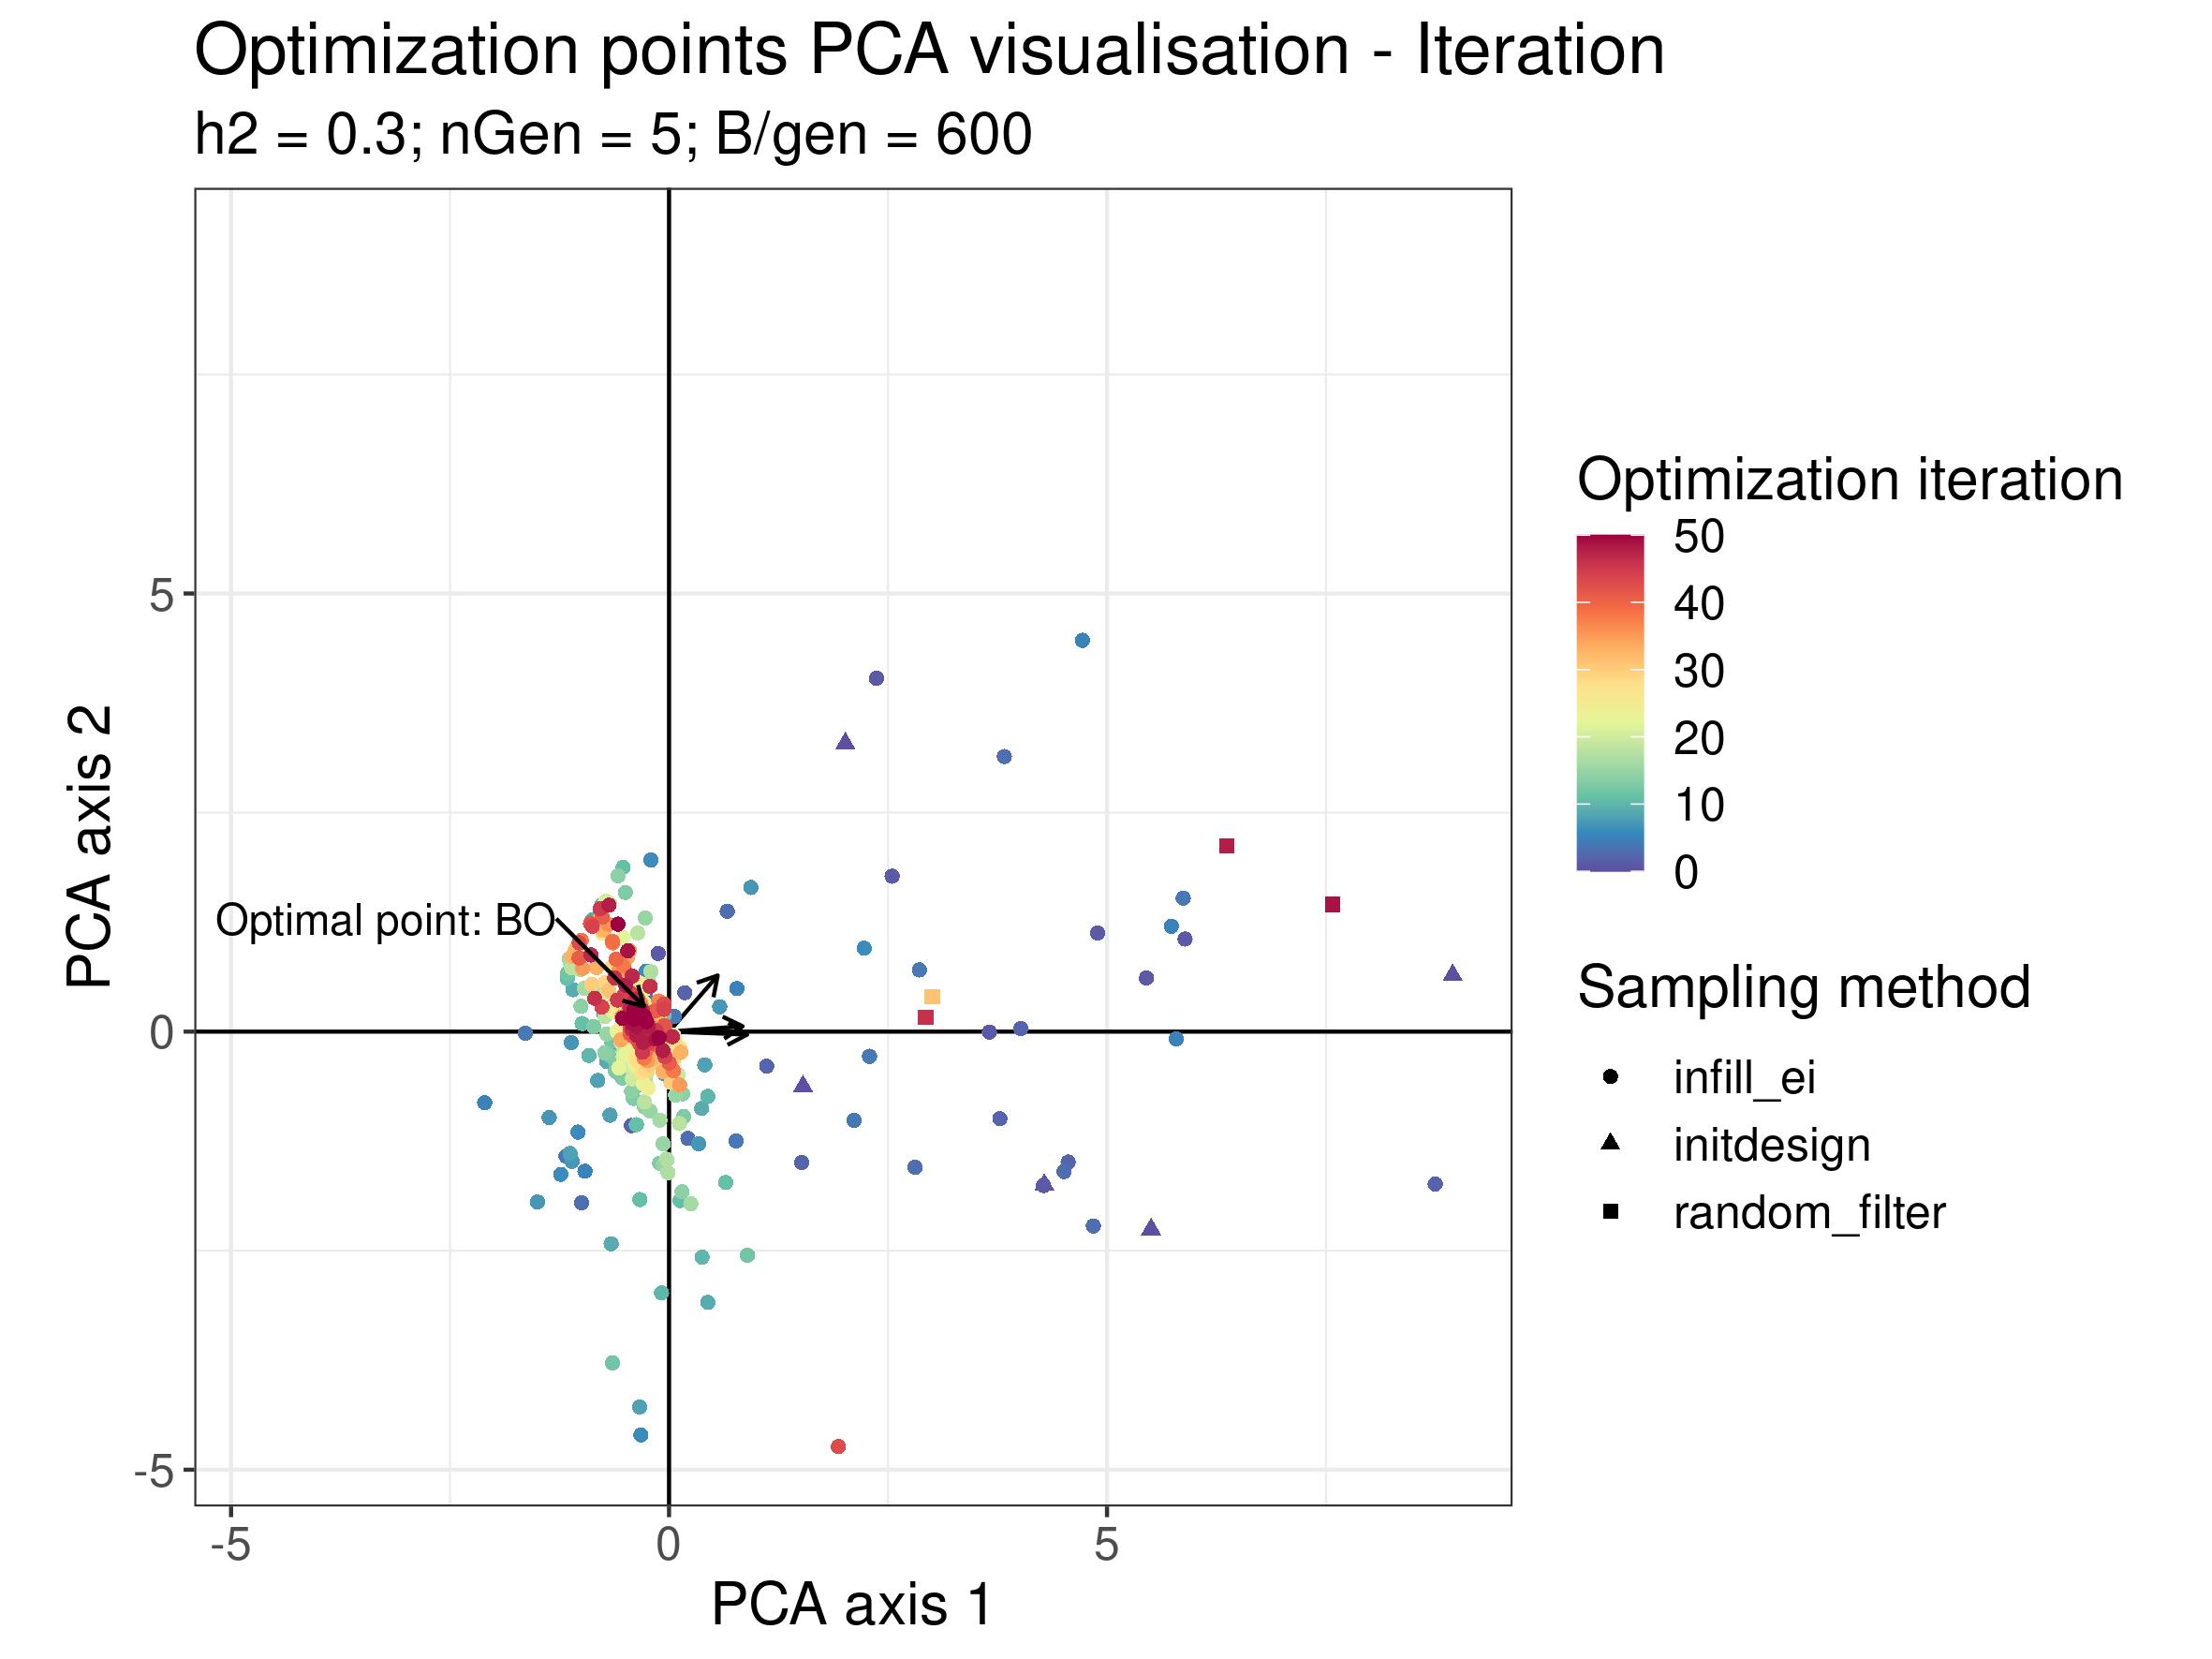 Optimization points PCA visualisation - Iteration
h2 = 0.3; nGen = 5; B/gen = 600
PCA axis 2
5
0
-5
Optimal point: BO
-5
0
5
PCA axis 1
Optimization iteration
50
40
30
20
10
0
Sampling method
infill_ei
initdesign
random_filter